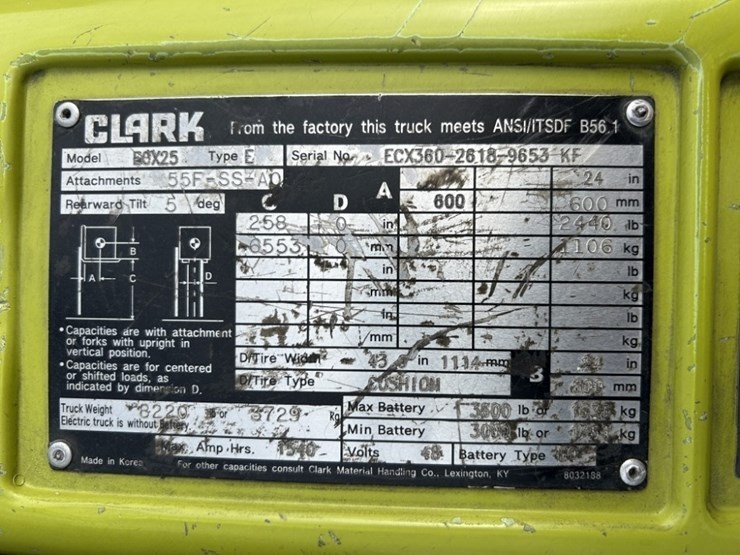 CLARK from the factory this truck meets ANSI/ITSDF B56.1
Model Type E Serial No. ECX360-2618-9653 KF
Attachments 55F-SS-
Rearward Tilt 5 deg C D A 24 in
600 600 mm
258 0 in 2440 lb
6553 0 mm 1106 kg
in lb
mm kg
in lb
mm kg
A B C D
• Capacities are with attachment
or forks with upright in
vertical position.
• Capacities are for centered
or shifted loads, as
indicated by dimension D.
D/Tire Width in mm in
D/Tire Type CUSHION mm
Truck Weight 8220 lb or 3729 Kg
Electric truck is without battery.
Max Battery 3500 lb or kg
Min Battery lb or kg
Max. Amp.Hrs. Volts 48 Battery Type
Made in Korea For other capacities consult Clark Material Handling Co., Lexington, KY 8032188